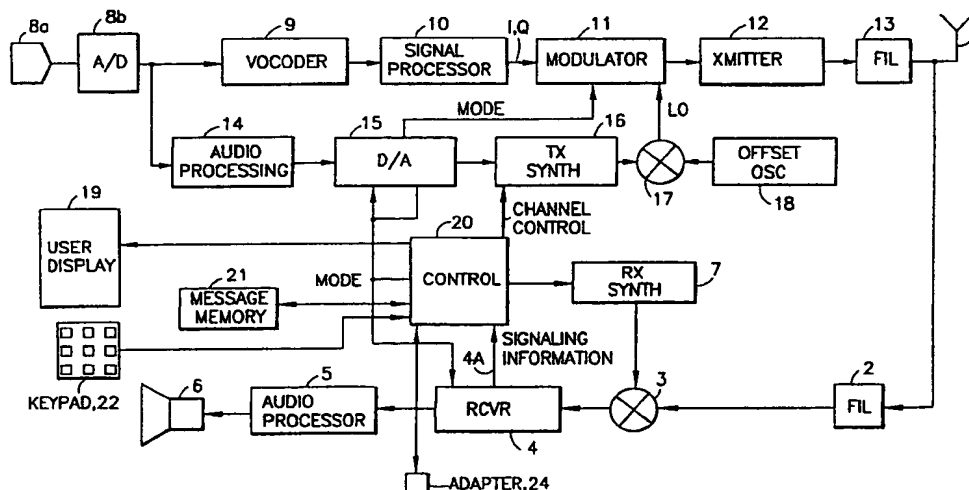 8a
8b
A/D
9
VOCODER
10
SIGNAL
PROCESSOR
I,Q
11
MODULATOR
12
XMITTER
13
FIL
MODE
14
AUDIO
PROCESSING
15
D/A
16
TX
SYNTH
LO
17
OFFSET
OSC
18
19
USER
DISPLAY
20
CONTROL
CHANNEL
CONTROL
MODE
21
MESSAGE
MEMORY
RX
SYNTH
7
SIGNALING
INFORMATION
4A
KEYPAD,22
6
5
AUDIO
PROCESSOR
RCVR
4
3
2
FIL
ADAPTER,24